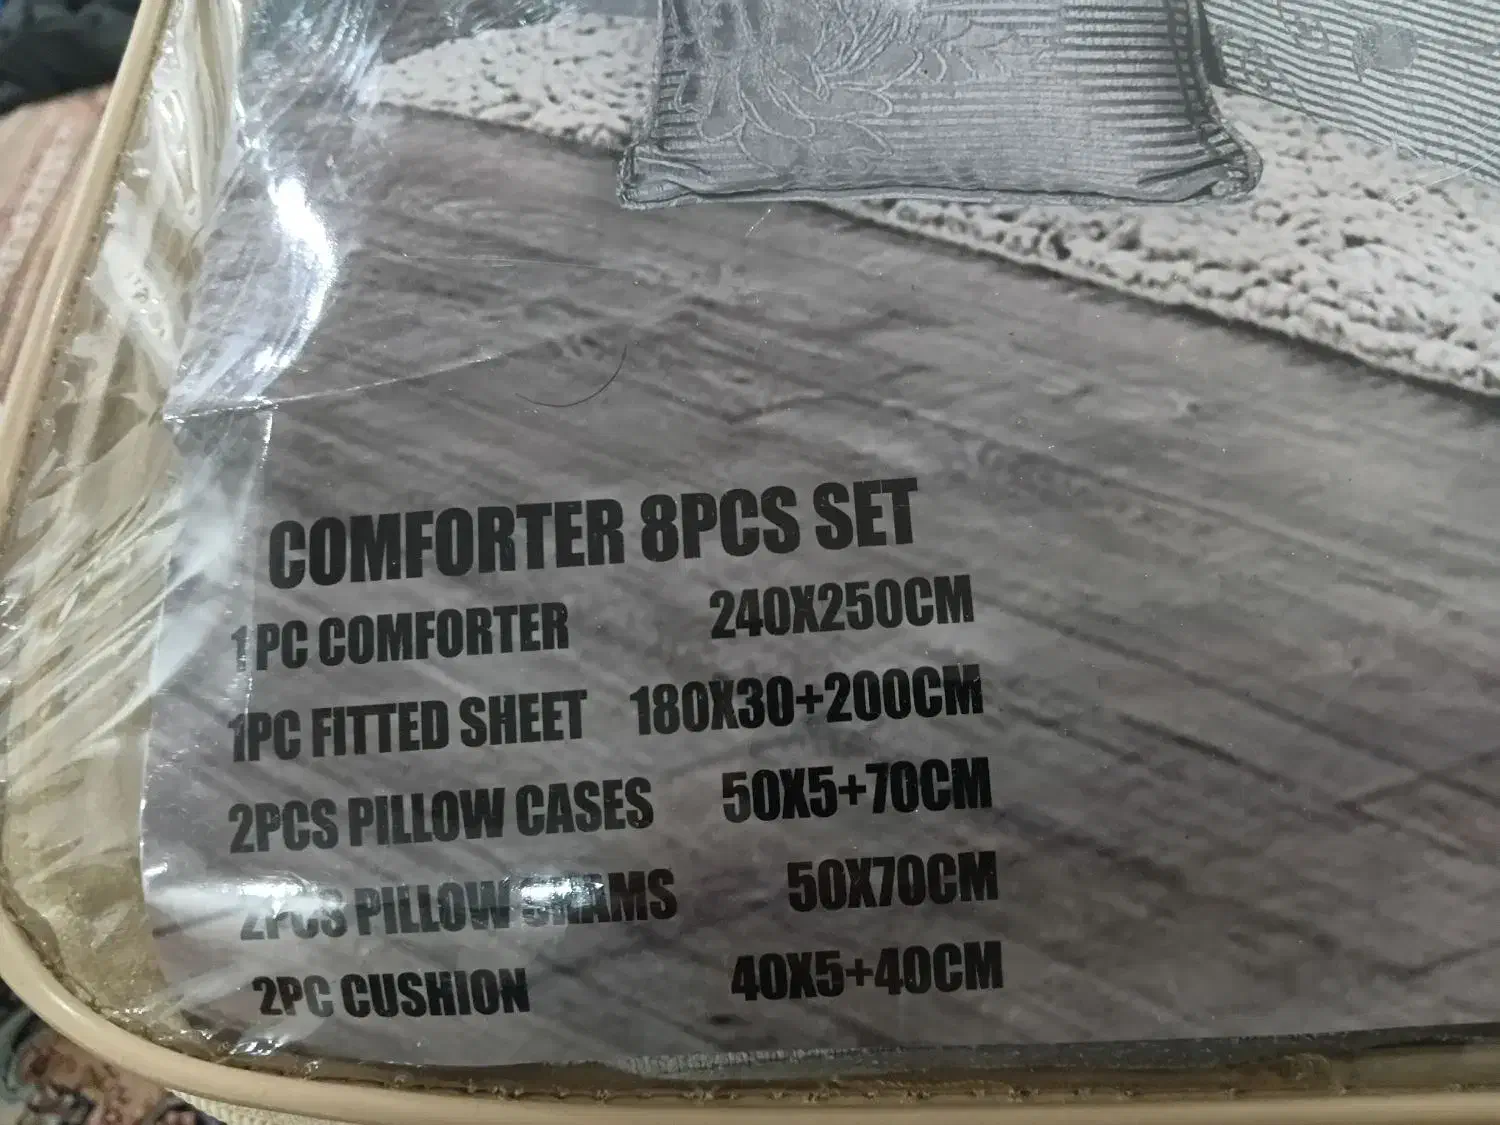 COMFORTER 8PCS SET
1PC COMFORTER 240X250CM
1PC FITTED SHEET 180X30+200CM
2PCS PILLOW CASES 50X5+70CM
2PCS PILLOW SHAMS 50X70CM
2PC CUSHION 40X5+40CM